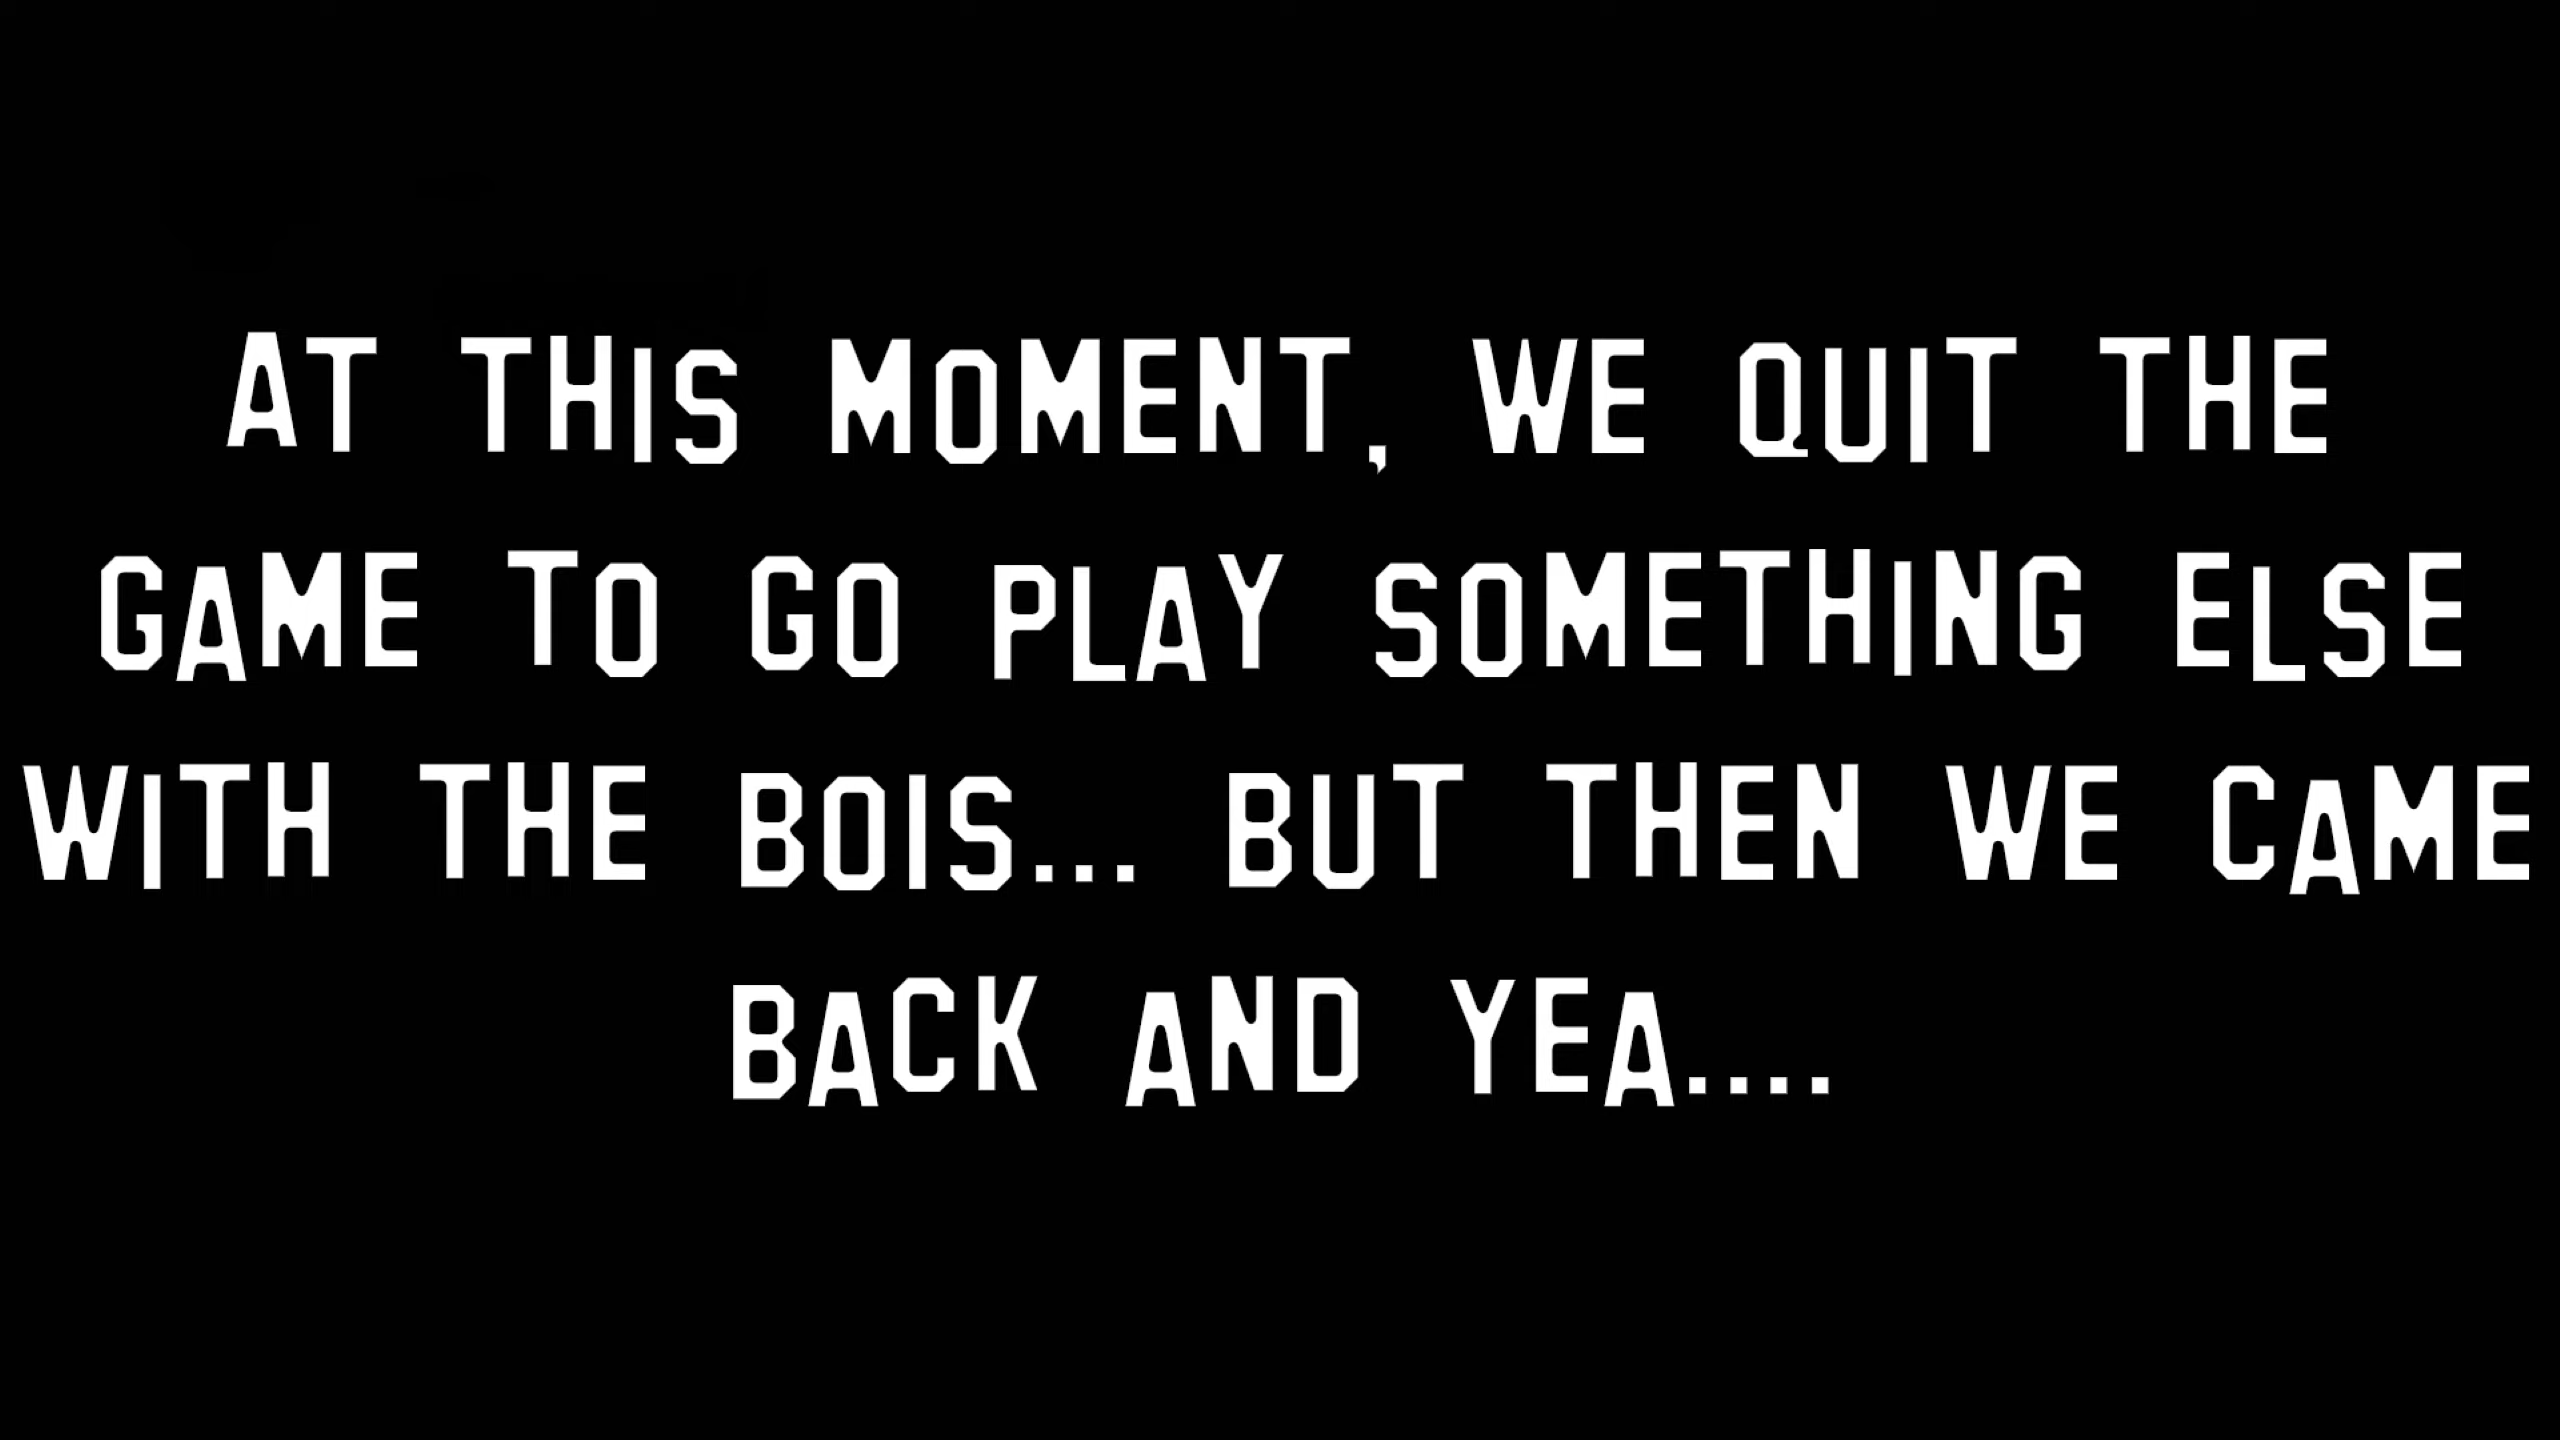 AT THIS MOMENT, WE QUIT THE
GAME TO GO PLAY SOMETHING ELSE
WITH THE BOIS... BUT THEN WE CAME
BACK AND YEA....